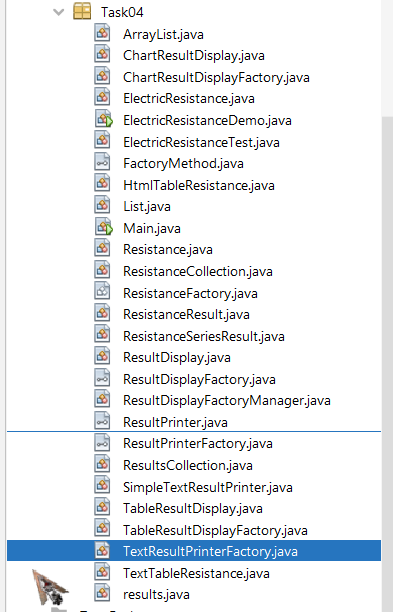 Task04
ArrayList.java
ChartResultDisplay.java
ChartResultDisplayFactory.java
ElectricResistance.java
ElectricResistanceDemo.java
ElectricResistanceTest.java
FactoryMethod.java
HtmlTableResistance.java
List.java
Main.java
Resistance.java
ResistanceCollection.java
ResistanceFactory.java
ResistanceResult.java
ResistanceSeriesResult.java
ResultDisplay.java
ResultDisplayFactory.java
ResultDisplayFactoryManager.java
ResultPrinter.java
ResultPrinterFactory.java
ResultsCollection.java
SimpleTextResultPrinter.java
TableResultDisplay.java
TableResultDisplayFactory.java
TextResultPrinterFactory.java
TextTableResistance.java
results.java